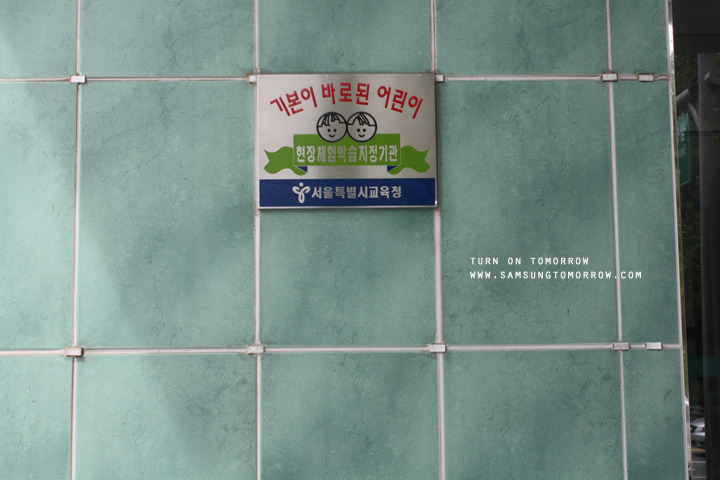 기본이 바로된 어린이
현장체험학습지정기관
서울특별시교육청
TURN ON TOMORROW
WWW.SAMSUNGTOMORROW.COM